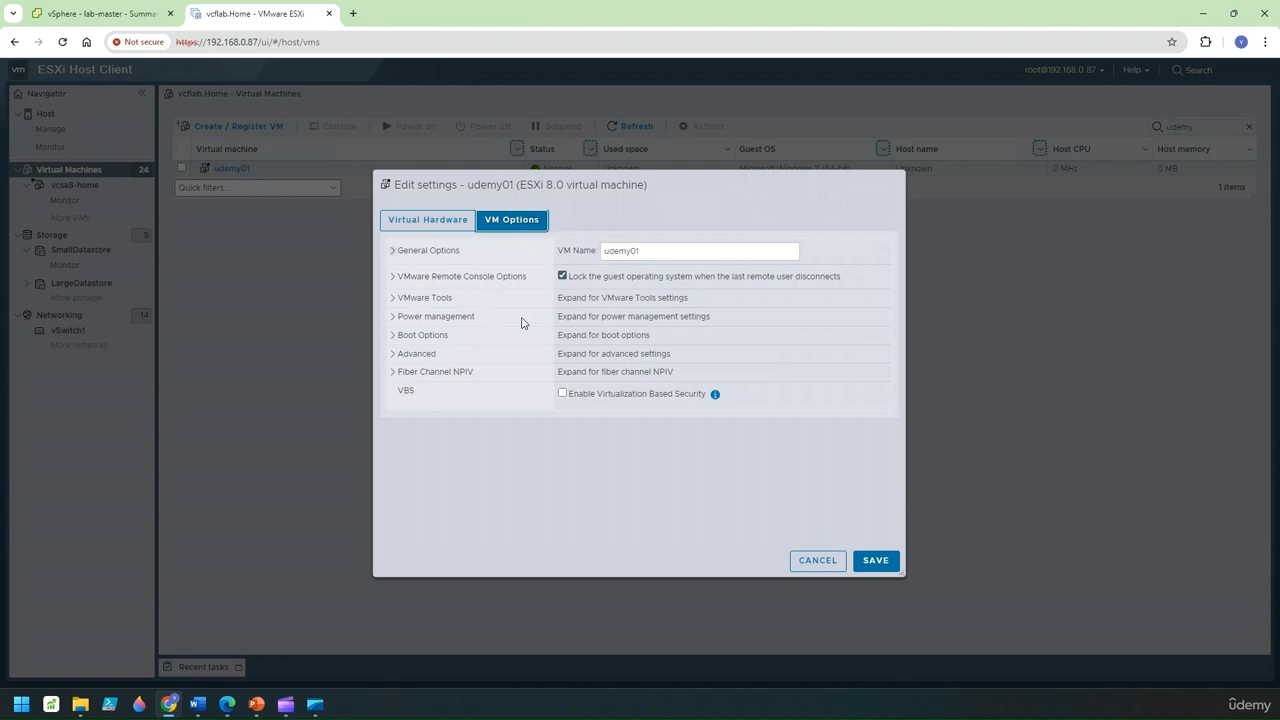 vSphere - lab-master - Summa
vcflab.Home - VMware ESXi
Not secure
https://192.168.0.87/ui/#/host/vms
V
vm
ESXi Host Client
root@192.168.0.87
Help
Search
Navigator
vcflab.Home - Virtual Machines
Host
Manage
Monitor
Create / Register VM
Console
Power on
Power off
Suspend
Refresh
Actions
udemy
Virtual machine
Status
Used space
Guest OS
Host name
Host CPU
Host memory
Virtual Machines
24
udemy01
Normal
Unknown
Microsoft Windows 11 (64-bit)
Unknown
0 MHz
0 MB
vcsa8-home
Monitor
More VMs
Quick filters...
1 items
Storage
5
SmallDatastore
Monitor
LargeDatastore
More storage
Networking
14
vSwitch1
More networks...
Edit settings - udemy01 (ESXi 8.0 virtual machine)
Virtual Hardware
VM Options
General Options
VM Name:
udemy01
VMware Remote Console Options
Lock the guest operating system when the last remote user disconnects
VMware Tools
Expand for VMware Tools settings
Power management
Expand for power management settings
Boot Options
Expand for boot options
Advanced
Expand for advanced settings
Fiber Channel NPIV
Expand for fiber channel NPIV
VBS
Enable Virtualization Based Security
CANCEL
SAVE
Recent tasks
udemy